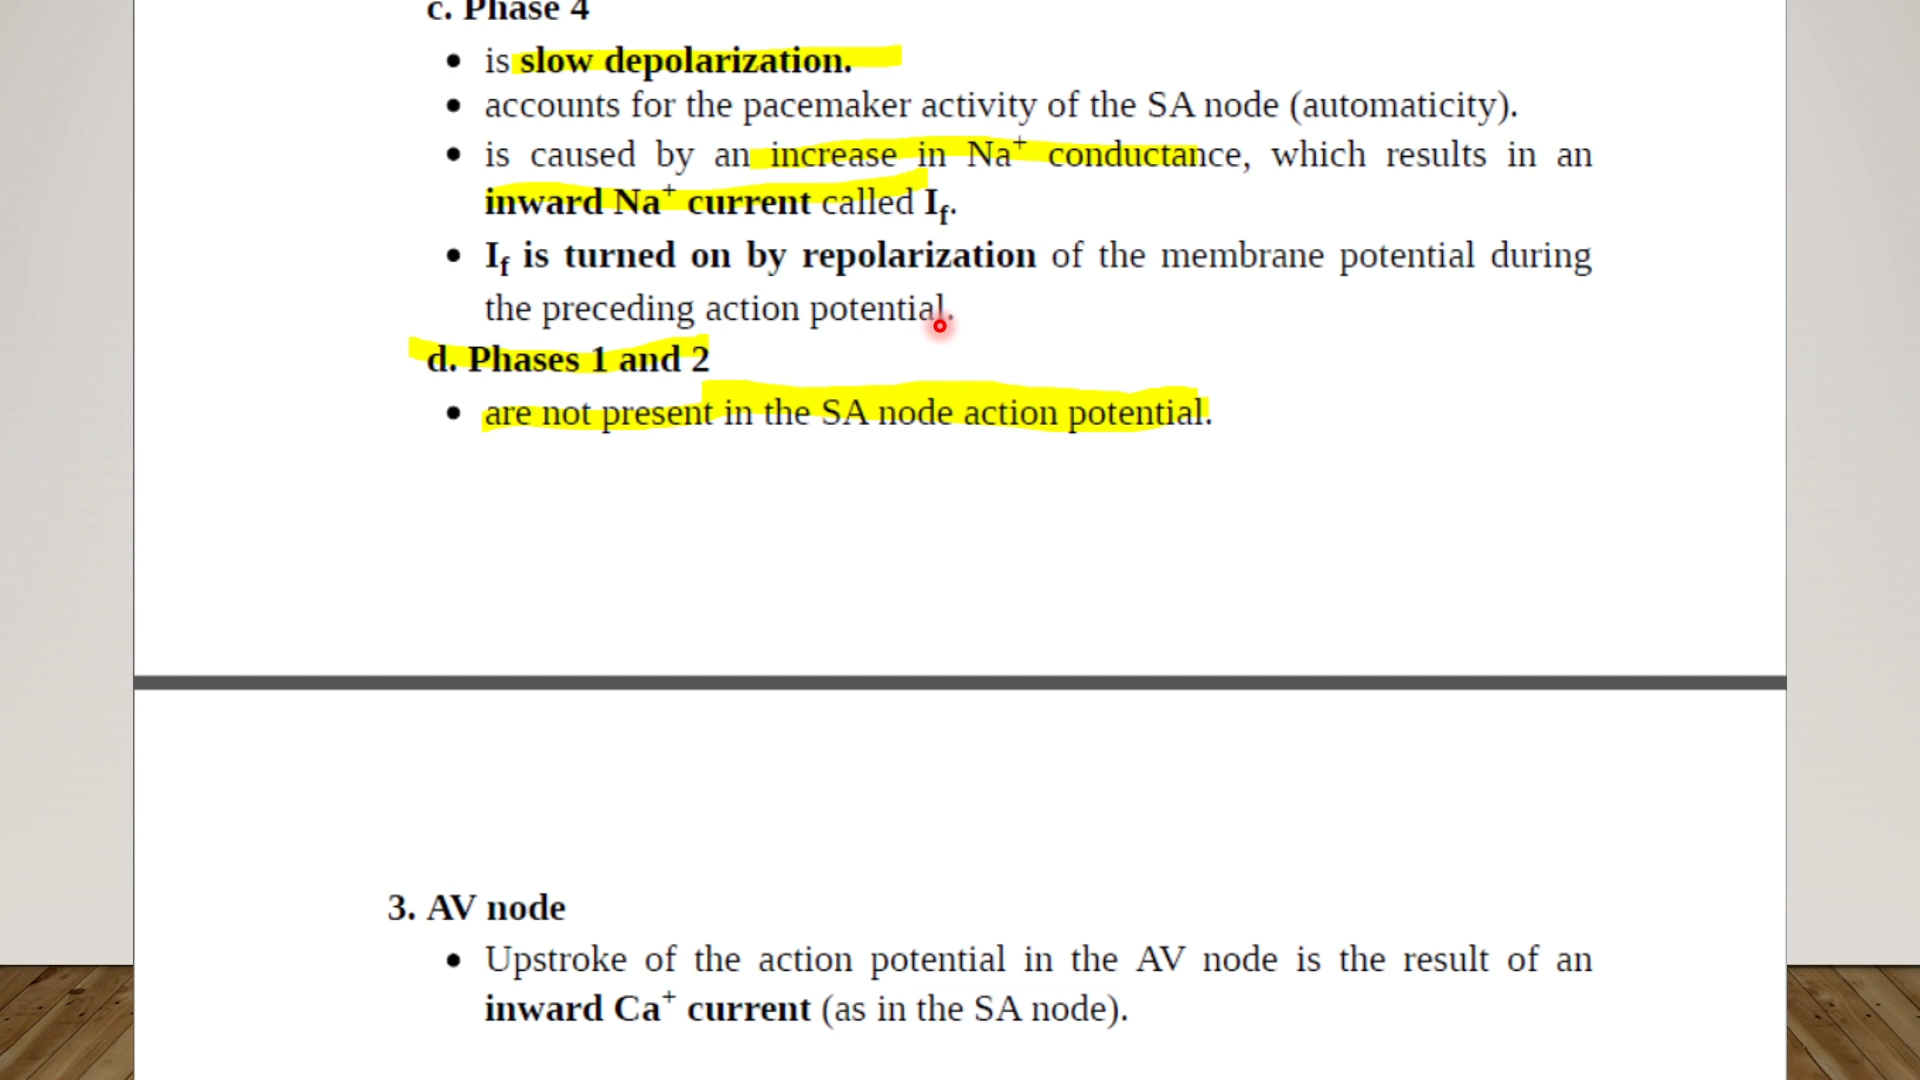 c. Phase 4
• is slow depolarization.
• accounts for the pacemaker activity of the SA node (automaticity).
• is caused by an increase in Na⁺ conductance, which results in an
inward Na⁺ current called I_f.
• I_f is turned on by repolarization of the membrane potential during
the preceding action potential.
d. Phases 1 and 2
• are not present in the SA node action potential.
3. AV node
• Upstroke of the action potential in the AV node is the result of an
inward Ca⁺ current (as in the SA node).